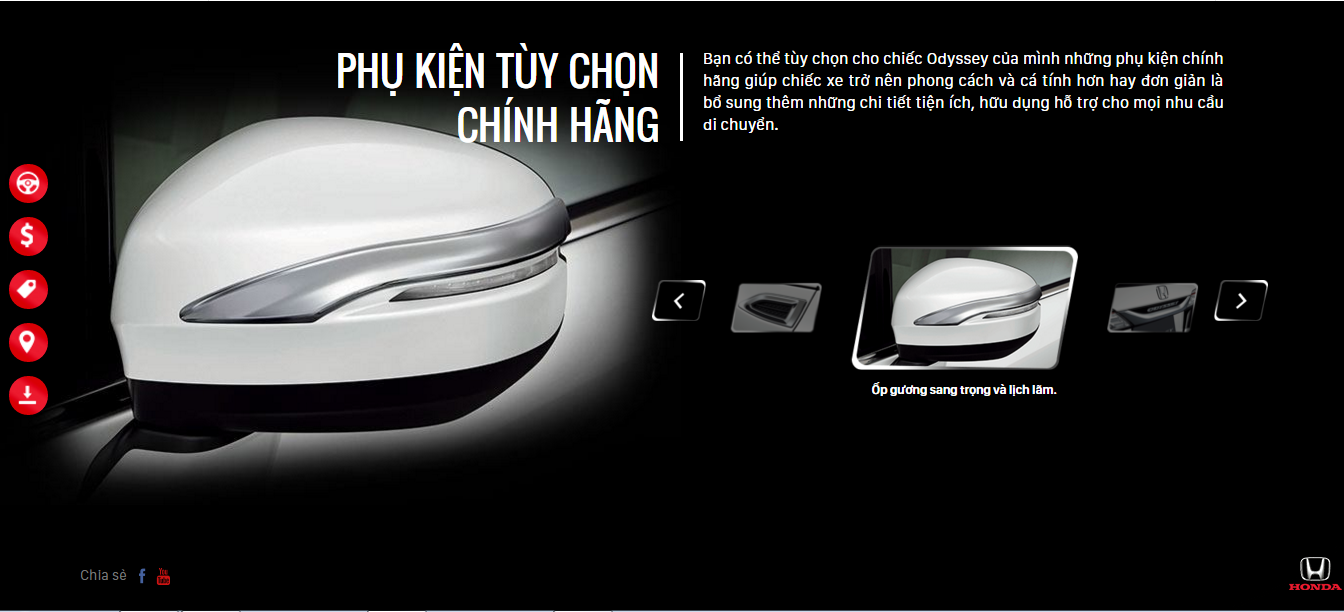 PHỤ KIỆN TÙY CHỌN
CHÍNH HÃNG
Bạn có thể tùy chọn cho chiếc Odyssey của mình những phụ kiện chính
hãng giúp chiếc xe trở nên phong cách và cá tính hơn hay đơn giản là
bổ sung thêm những chi tiết tiện ích, hữu dụng hỗ trợ cho mọi nhu cầu
di chuyển.
$
Ốp gương sang trọng và lịch lãm.
Chia sẻ
f
You
Tube
HONDA